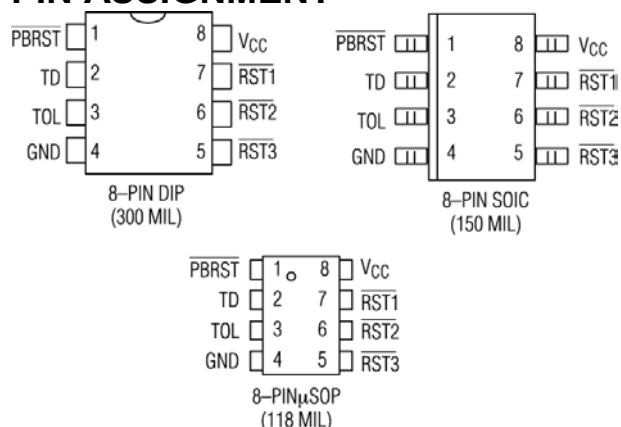 PIN ASSIGNMENT
PBRST 1 8 VCC
TD 2 7 RST1
TOL 3 6 RST2
GND 4 5 RST3
8–PIN DIP
(300 MIL)
PBRST 1 8 VCC
TD 2 7 RST1
TOL 3 6 RST2
GND 4 5 RST3
8–PIN SOIC
(150 MIL)
PBRST 1 8 VCC
TD 2 7 RST1
TOL 3 6 RST2
GND 4 5 RST3
8–PINμSOP
(118 MIL)